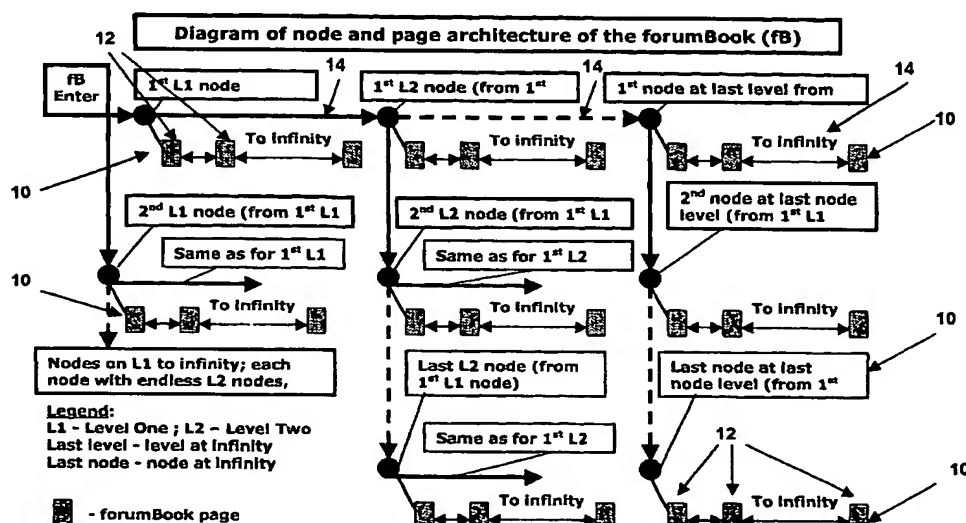 Diagram of node and page architecture of the forumBook (fB)
12
10
fB
Enter
1st L1 node
14
1st L2 node (from 1st
14
1st node at last level from
14
10
To infinity
To infinity
To infinity
10
2nd L1 node (from 1st L1
2nd L2 node (from 1st L1
2nd node at last node
level (from 1st L1
Same as for 1st L1
Same as for 1st L2
10
To infinity
To infinity
To infinity
10
Nodes on L1 to infinity; each
node with endless L2 nodes,
Last L2 node (from
1st L1 node)
Last node at last
node level (from 1st
Legend:
L1 - Level One ; L2 - Level Two
Last level - level at infinity
Last node - node at infinity
Same as for 1st L2
12
10
To infinity
To infinity
- forumBook page